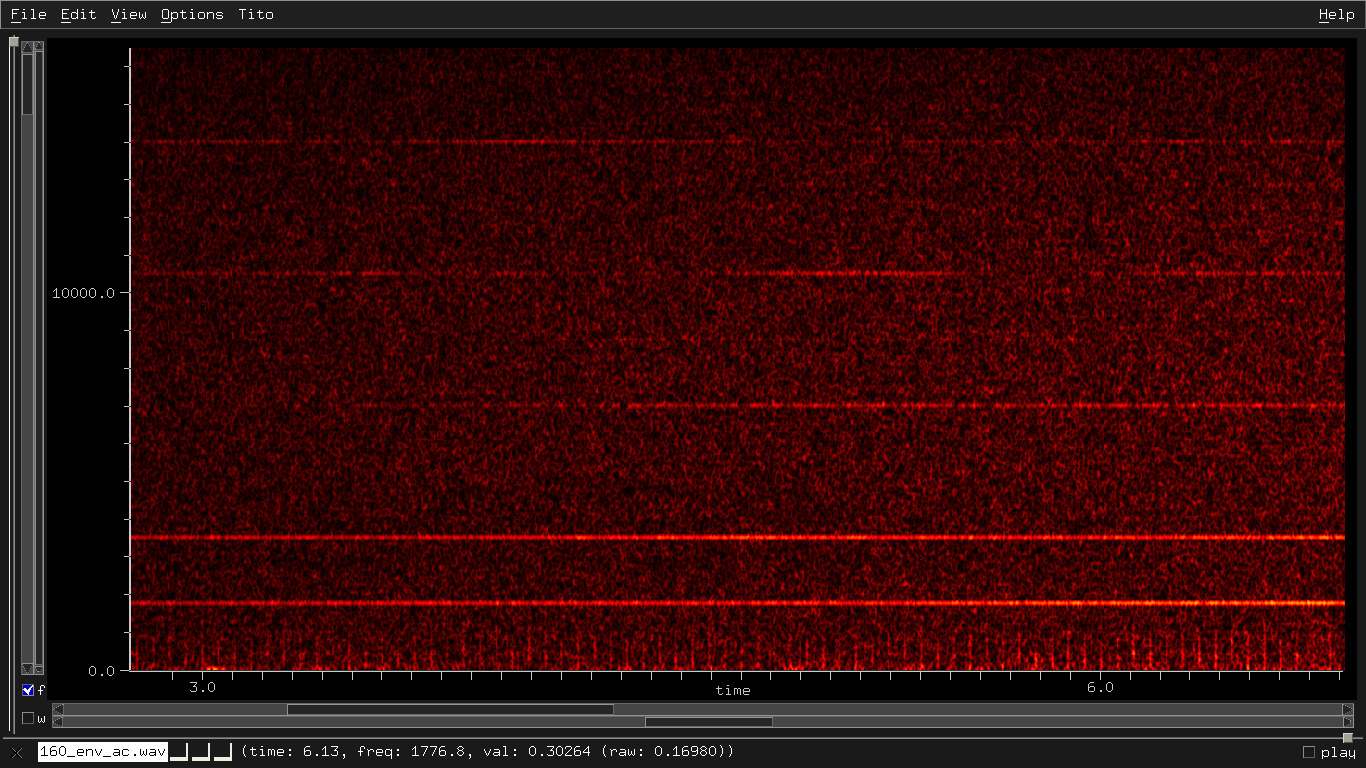 File Edit View Options Tito Help
10000.0
0.0
3.0 time 6.0
f
w
160_env_ac.wav (time: 6.13, freq: 1776.8, val: 0.30264 (raw: 0.16980)) play